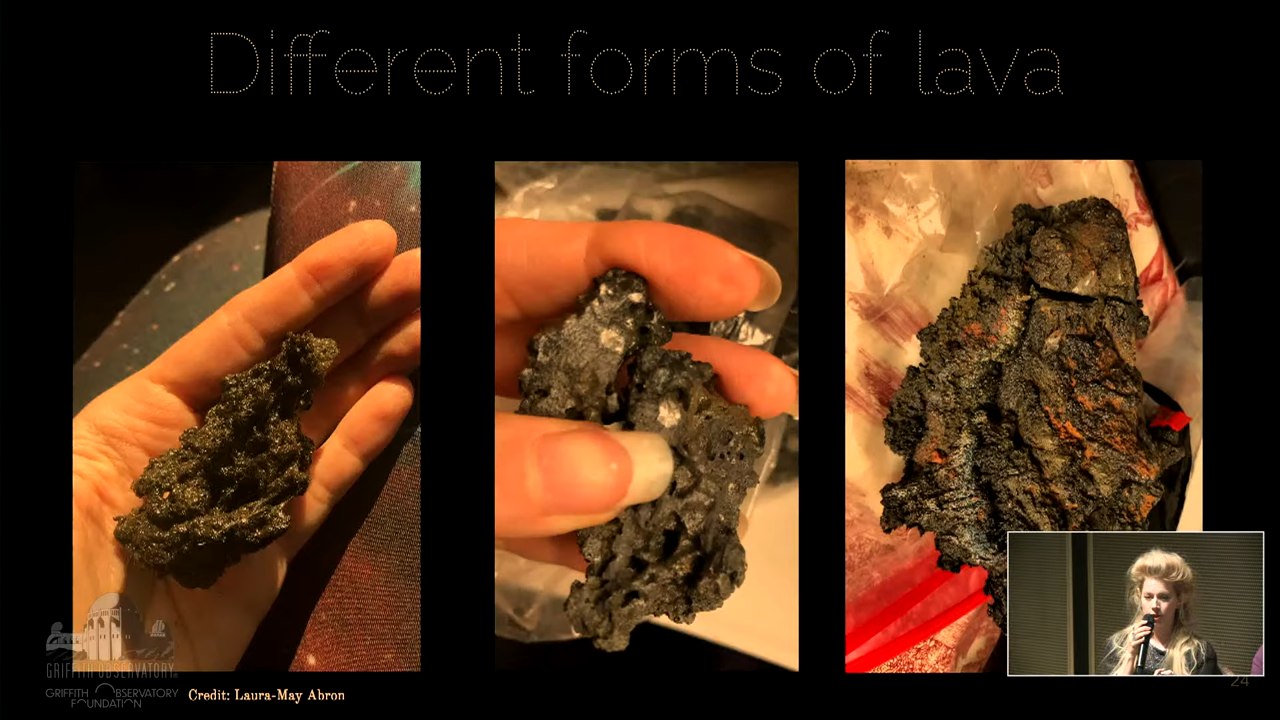 Different forms of lava
GRIFFITH OBSERVATORY
GRIFFITH OBSERVATORY
FOUNDATION
Credit: Laura-May Abron
24